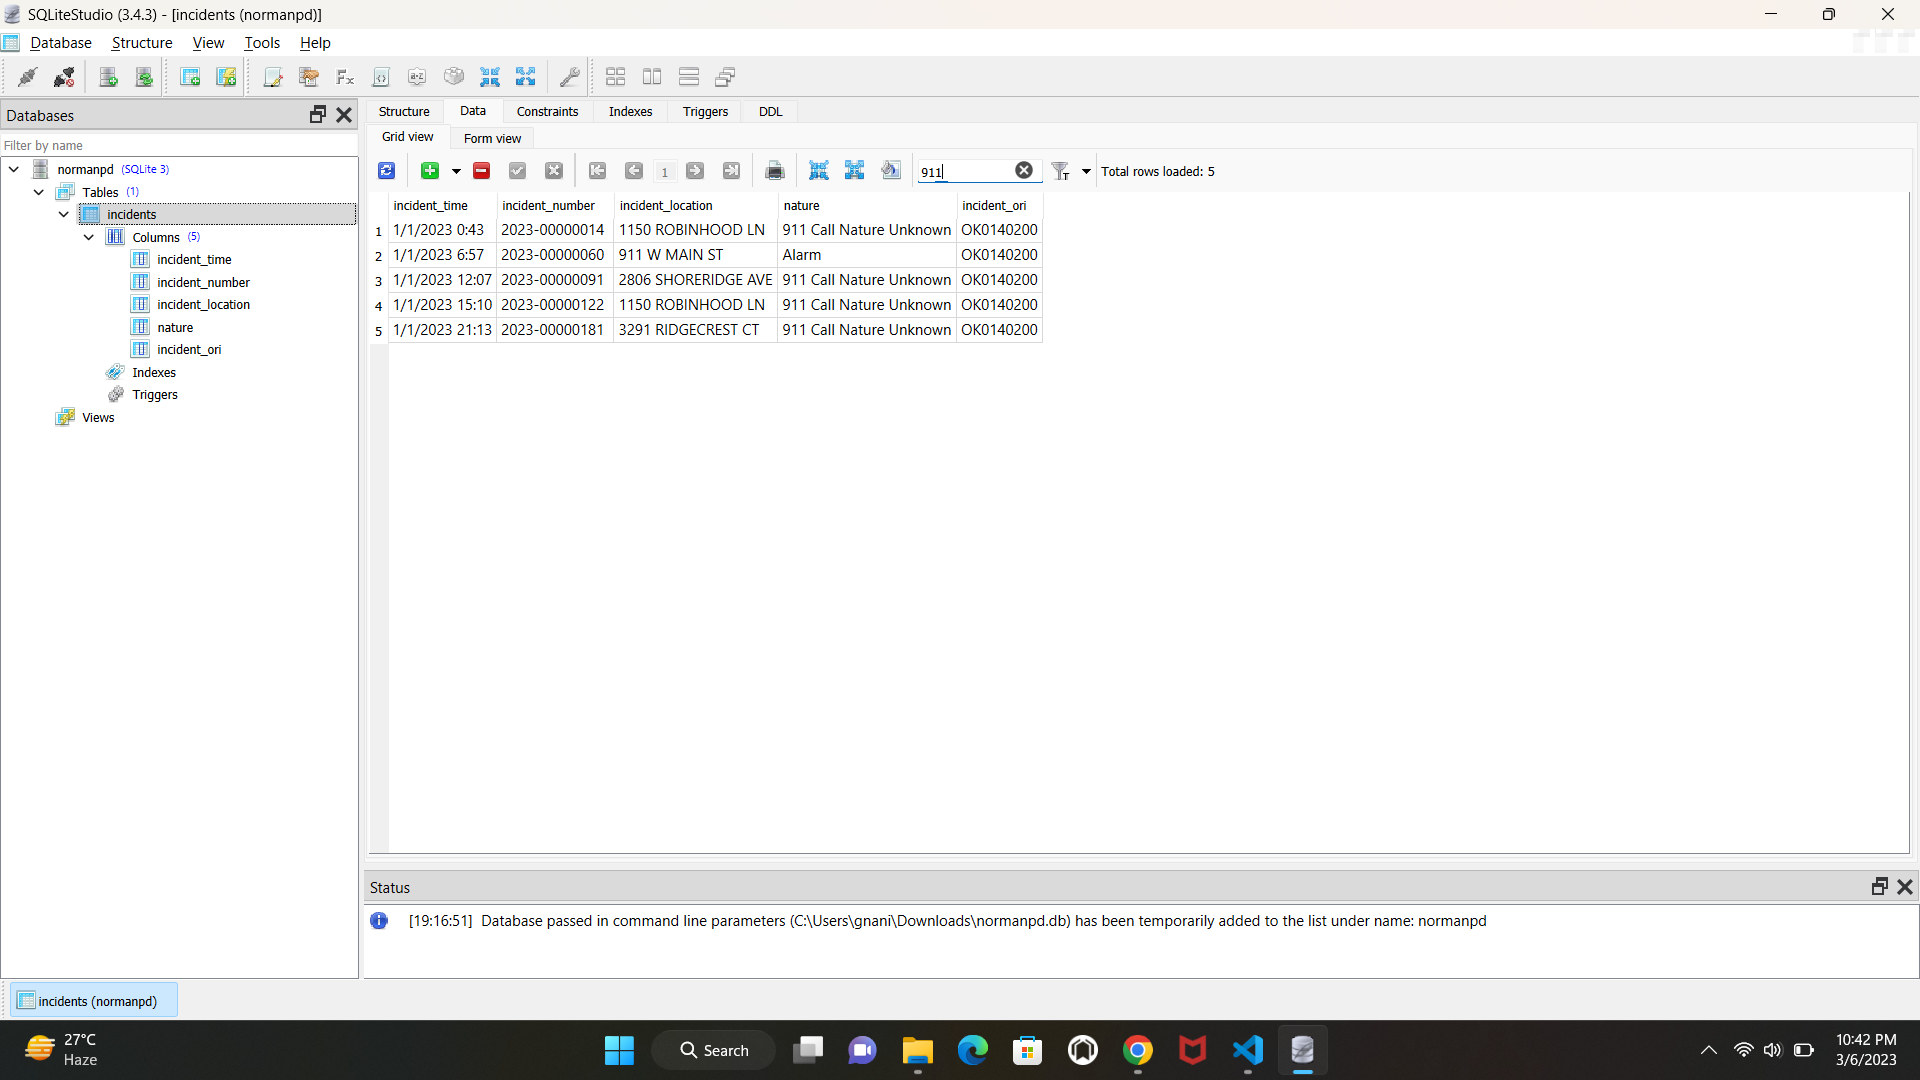 SQLiteStudio (3.4.3) - [incidents (normanpd)]
Database Structure View Tools Help
Databases
Filter by name
normanpd (SQLite 3)
Tables (1)
incidents
Columns (5)
incident_time
incident_number
incident_location
nature
incident_ori
Indexes
Triggers
Views
Structure Data Constraints Indexes Triggers DDL
Grid view Form view
1 911 Total rows loaded: 5
incident_time incident_number incident_location nature incident_ori
1 1/1/2023 0:43 2023-00000014 1150 ROBINHOOD LN 911 Call Nature Unknown OK0140200
2 1/1/2023 6:57 2023-00000060 911 W MAIN ST Alarm OK0140200
3 1/1/2023 12:07 2023-00000091 2806 SHORERIDGE AVE 911 Call Nature Unknown OK0140200
4 1/1/2023 15:10 2023-00000122 1150 ROBINHOOD LN 911 Call Nature Unknown OK0140200
5 1/1/2023 21:13 2023-00000181 3291 RIDGECREST CT 911 Call Nature Unknown OK0140200
Status
[19:16:51] Database passed in command line parameters (C:\Users\gnani\Downloads\normanpd.db) has been temporarily added to the list under name: normanpd
incidents (normanpd)
27°C
Haze
Search
10:42 PM
3/6/2023